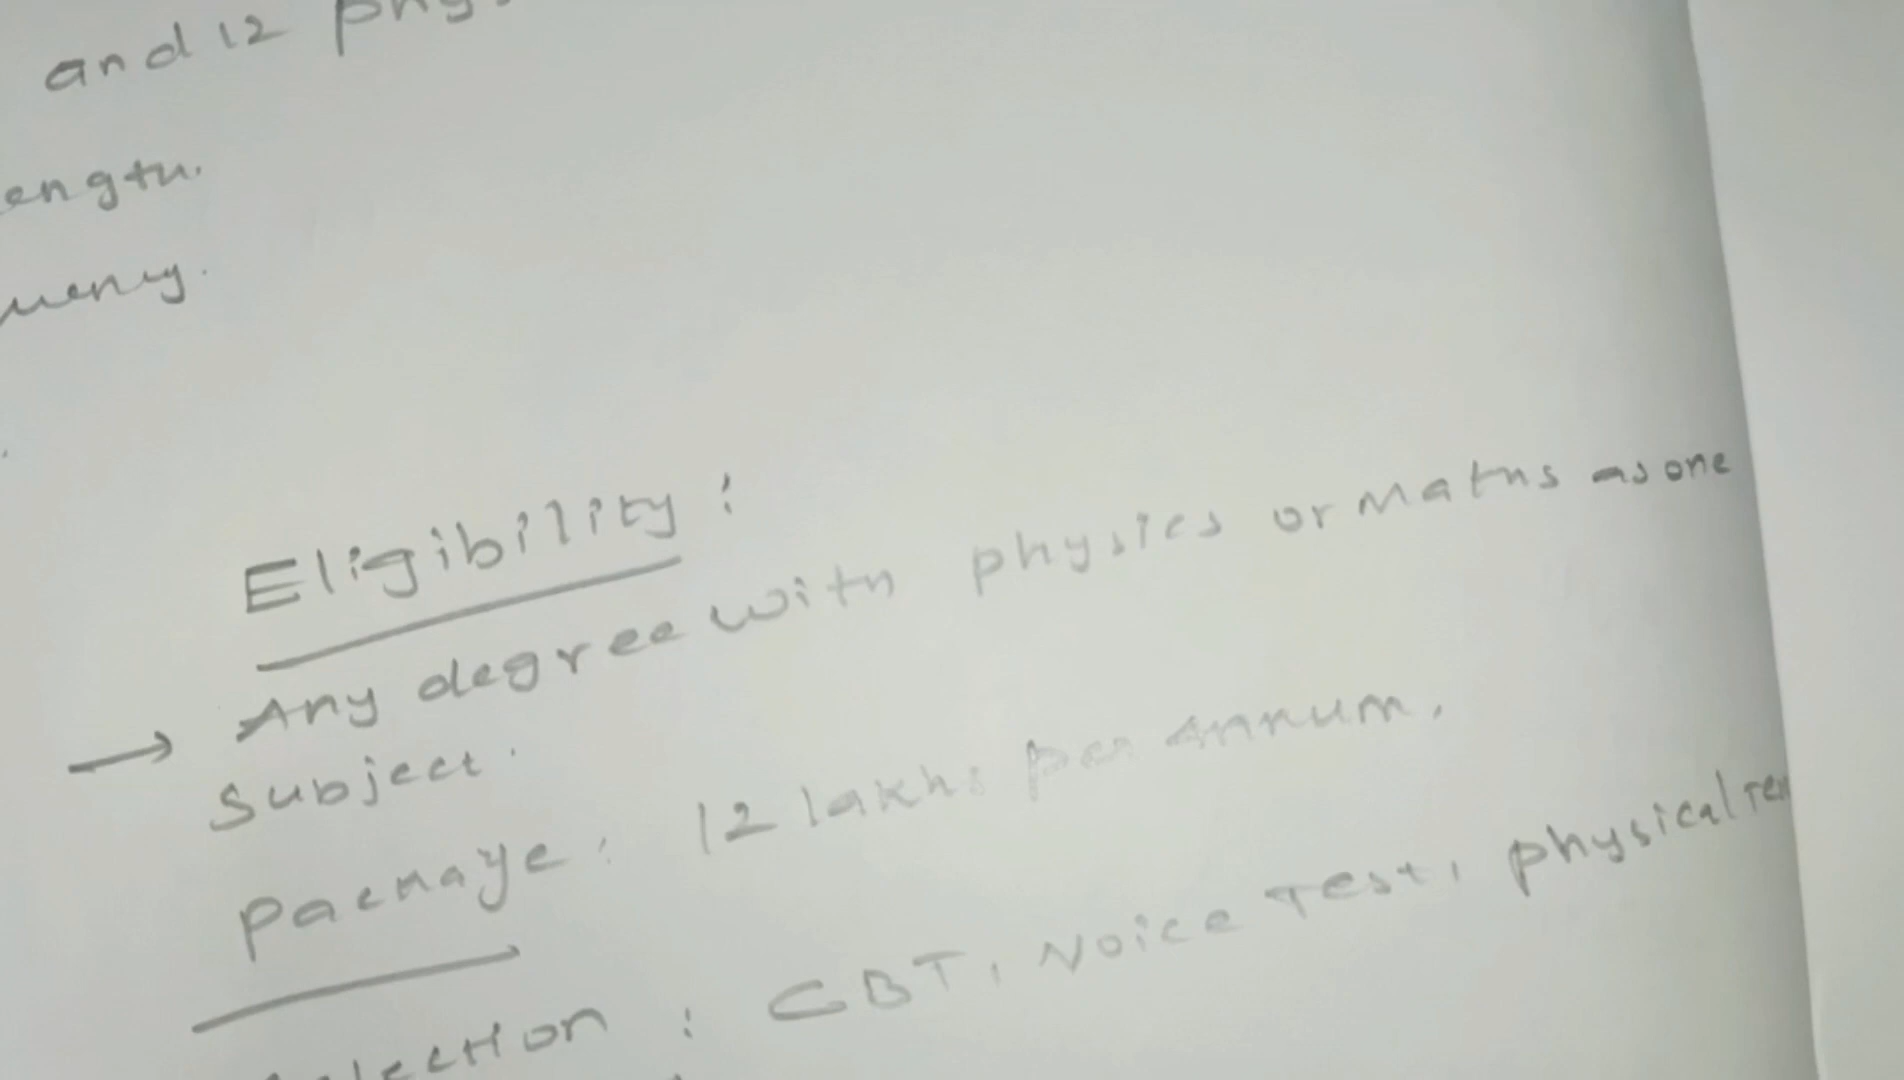 and 12
Eligibility :
→ Any degree with physics or Maths as one
subject.
package : 12 lakhs per annum.
: CBT, Voice Test, physical